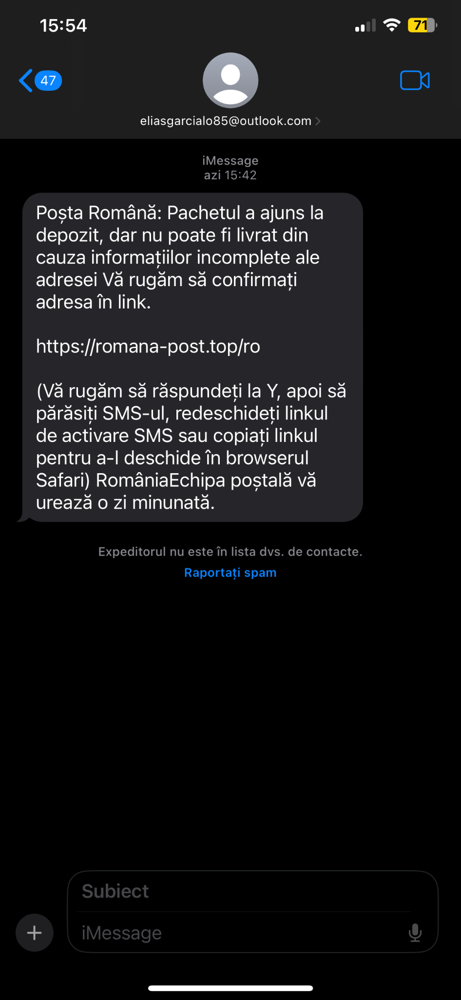 15:54
71
47
eliasgarcialo85@outlook.com
iMessage
azi 15:42
Poșta Română: Pachetul a ajuns la
depozit, dar nu poate fi livrat din
cauza informațiilor incomplete ale
adresei Vă rugăm să confirmați
adresa în link.
https://romana-post.top/ro
(Vă rugăm să răspundeți la Y, apoi să
părăsiți SMS-ul, redeschideți linkul
de activare SMS sau copiați linkul
pentru a-l deschide în browserul
Safari) RomâniaEchipa poștală vă
urează o zi minunată.
Expeditorul nu este în lista dvs. de contacte.
Raportați spam
Subiect
iMessage